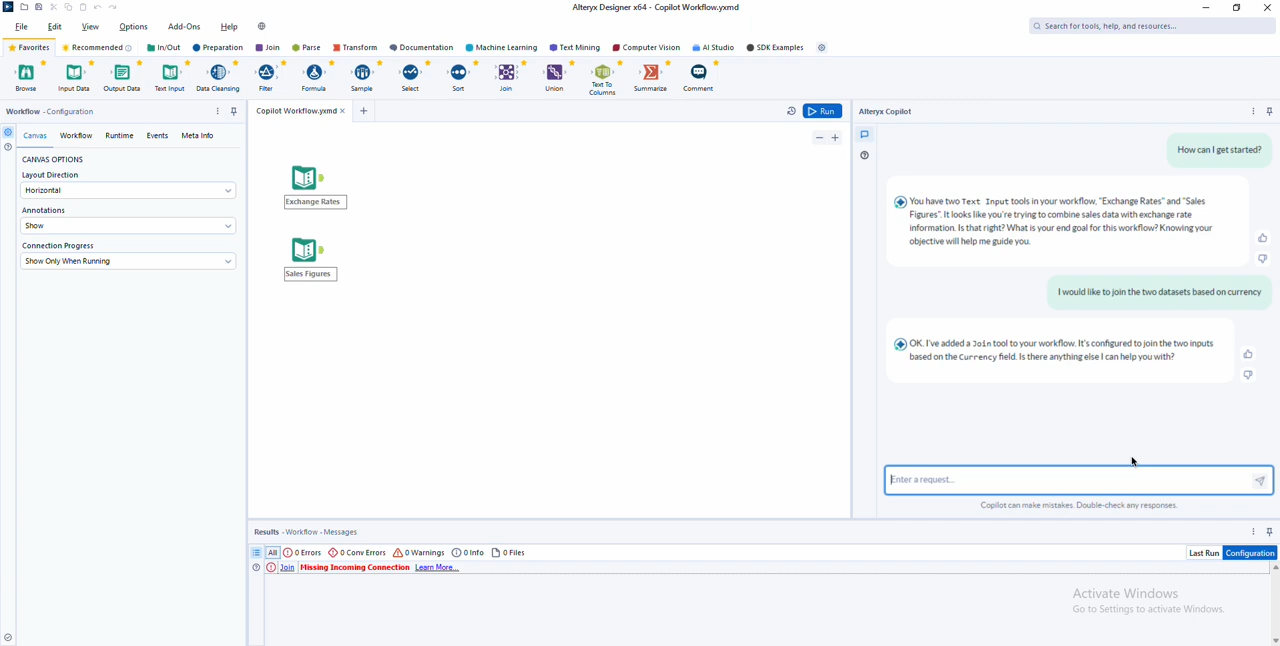 Alteryx Designer x64 - Copilot Workflow.yxmd
File Edit View Options Add-Ons Help
Search for tools, help, and resources...
Favorites Recommended In/Out Preparation Join Parse Transform Documentation Machine Learning Text Mining Computer Vision AI Studio SDK Examples
Browse Input Data Output Data Text Input Data Cleansing Filter Formula Sample Select Sort Join Union Text To Columns Summarize Comment
Workflow - Configuration
Canvas Workflow Runtime Events Meta Info
CANVAS OPTIONS
Layout Direction
Horizontal
Annotations
Show
Connection Progress
Show Only When Running
Copilot Workflow.yxmd
Run
Exchange Rates
Sales Figures
Alteryx Copilot
How can I get started?
You have two Text Input tools in your workflow, "Exchange Rates" and "Sales
Figures". It looks like you're trying to combine sales data with exchange rate
information. Is that right? What is your end goal for this workflow? Knowing your
objective will help me guide you.
I would like to join the two datasets based on currency
OK. I've added a Join tool to your workflow. It's configured to join the two inputs
based on the Currency field. Is there anything else I can help you with?
Enter a request...
Copilot can make mistakes. Double-check any responses.
Results - Workflow - Messages
All 0 Errors 0 Conv Errors 0 Warnings 0 Info 0 Files
Last Run Configuration
Join Missing Incoming Connection Learn More...
Activate Windows
Go to Settings to activate Windows.